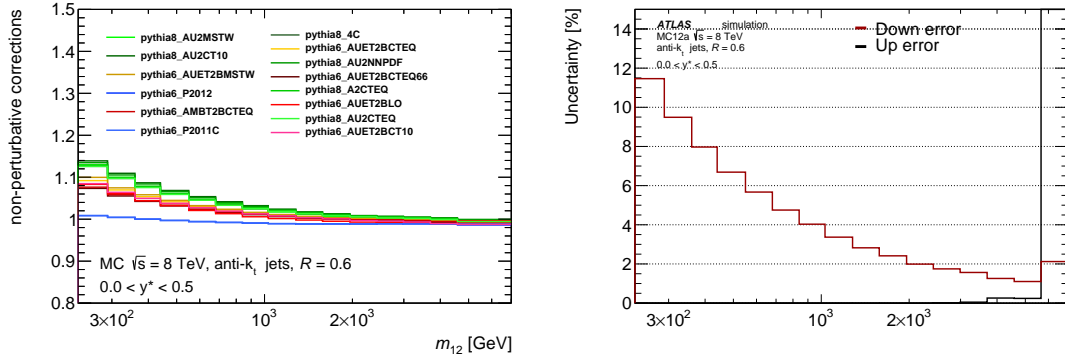 non-perturbative corrections
1.5
1.4
1.3
1.2
1.1
1
0.9
0.8
pythia8_AU2MSTW
pythia8_AU2CT10
pythia6_AUET2BMSTW
pythia6_P2012
pythia6_AMBT2BCTEQ
pythia6_P2011C
pythia8_4C
pythia6_AUET2BCTEQ
pythia8_AU2NNPDF
pythia6_AUET2BCTEQ66
pythia8_A2CTEQ
pythia6_AUET2BLO
pythia8_AU2CTEQ
pythia6_AUET2BCT10
MC √s = 8 TeV, anti-kₜ jets, R = 0.6
0.0 < y* < 0.5
3×10² 10³ 2×10³
m₁₂ [GeV]
Uncertainty [%]
14
12
10
8
6
4
2
0
ATLAS simulation
MC12a √s = 8 TeV
anti-kₜ jets, R = 0.6
0.0 < y* < 0.5
Down error
Up error
3×10² 10³ 2×10³